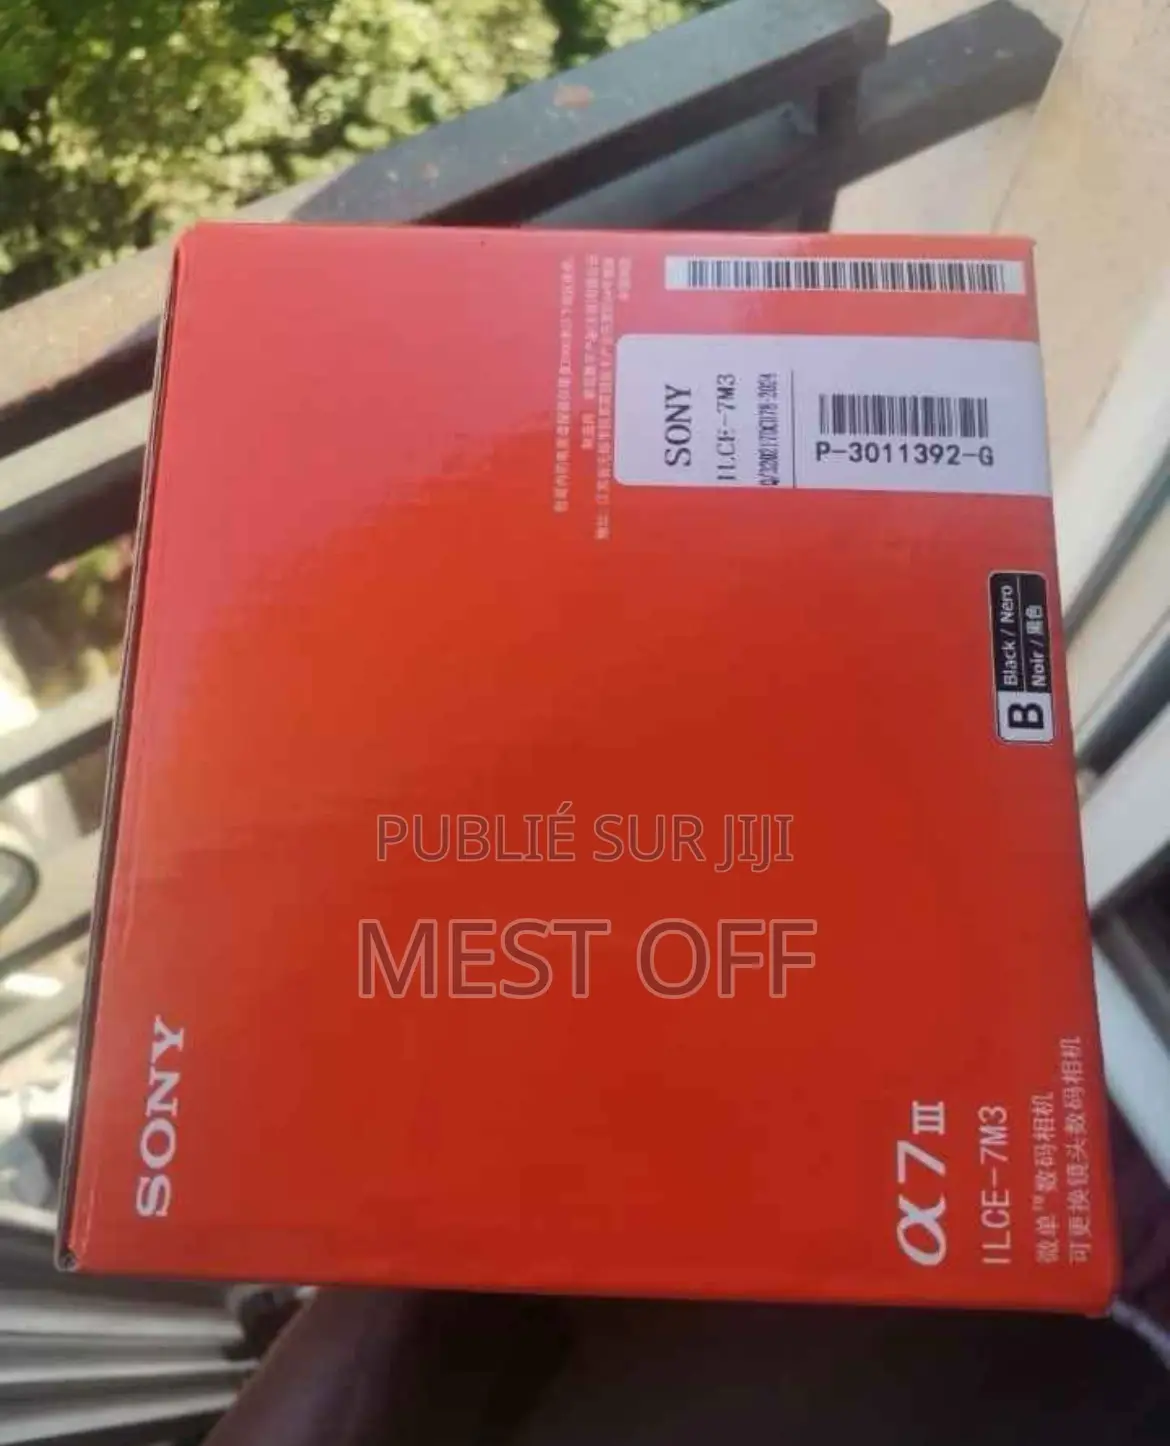 SONY
ILCE-7M3
P-3011392-G
B
Black / Nero
Noir / 黑色
PUBLIÉ SUR JIJI
MEST OFF
SONY
α7III
ILCE-7M3
微单™数码相机
可更换镜头数码相机